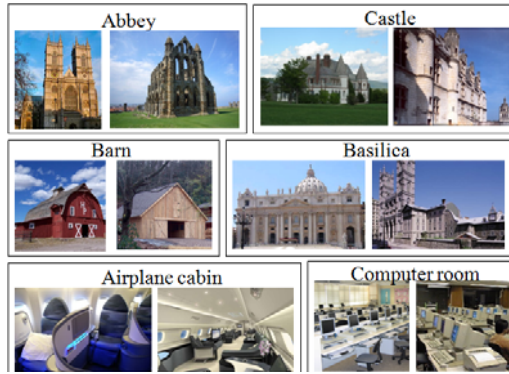 Abbey
Castle
Barn
Basilica
Airplane cabin
Computer room